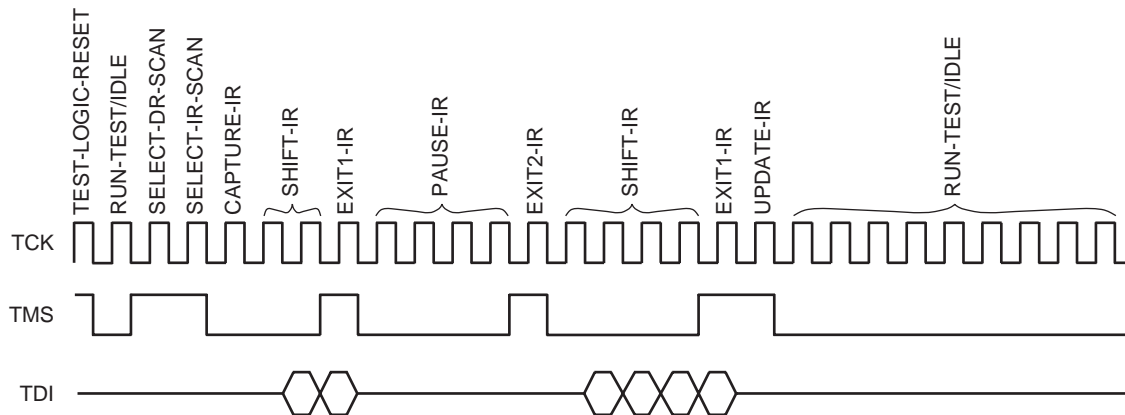 TEST-LOGIC-RESET
RUN-TEST/IDLE
SELECT-DR-SCAN
SELECT-IR-SCAN
CAPTURE-IR
SHIFT-IR
EXIT1-IR
PAUSE-IR
EXIT2-IR
SHIFT-IR
EXIT1-IR
UPDATE-IR
RUN-TEST/IDLE
TCK
TMS
TDI